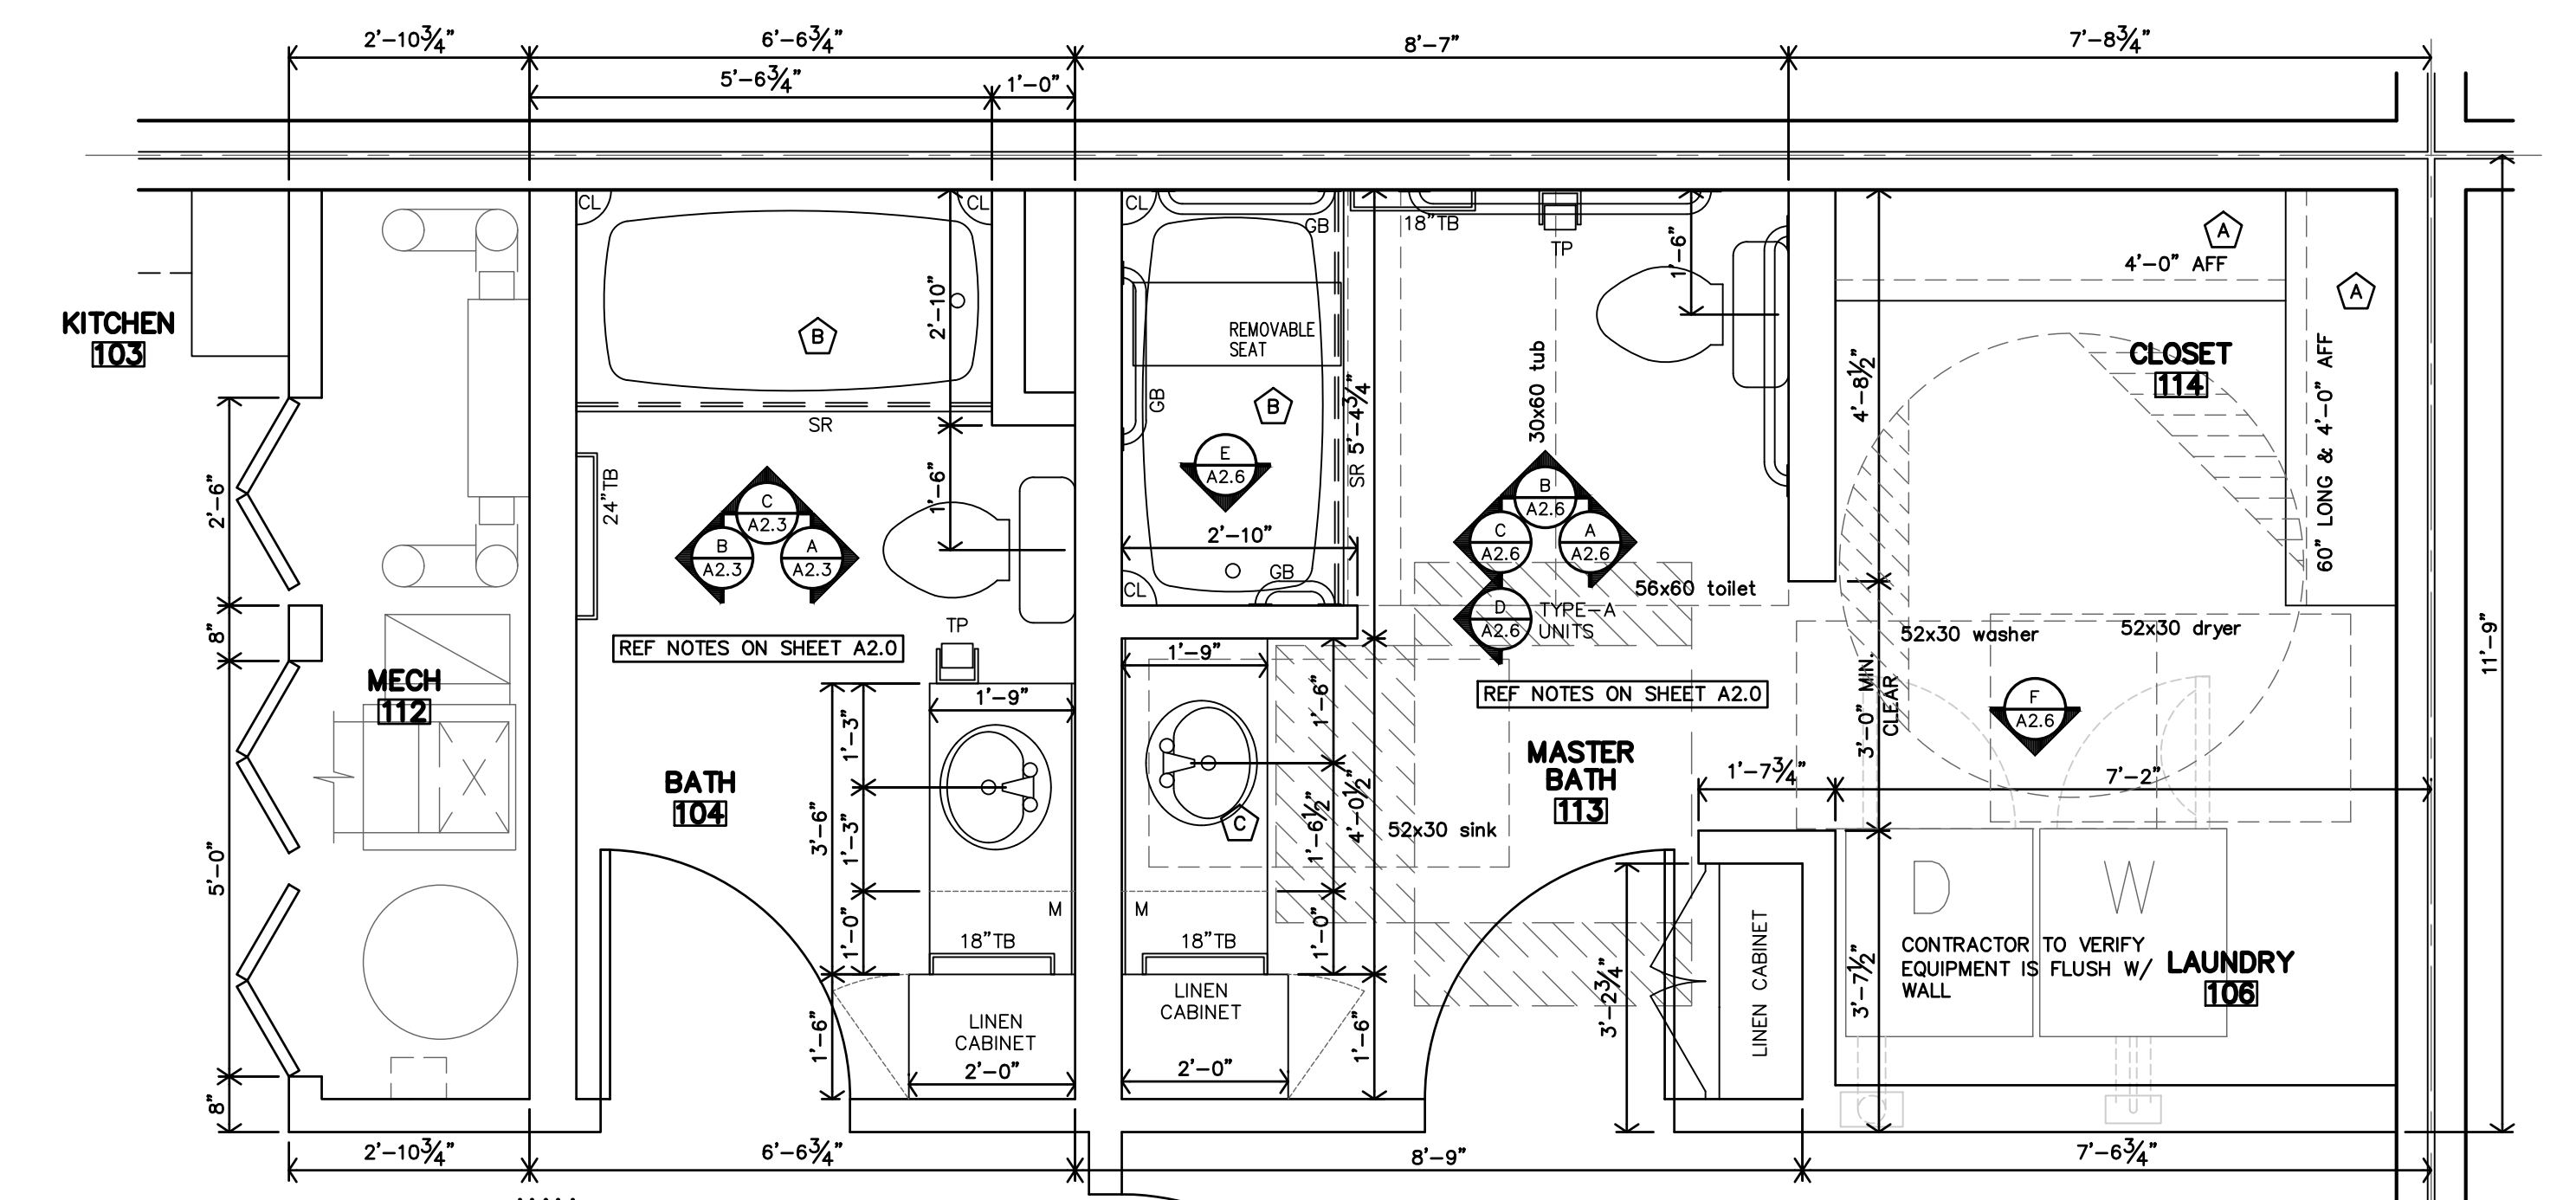 2'-10¾"
6'-6¾"
8'-7"
7'-8¾"
5'-6¾"
1'-0"
CL
CL
CL
GB
18"TB
TP
1'-6"
A
4'-0" AFF
A
KITCHEN
103
2'-10"
B
REMOVABLE
SEAT
GB
B
SR
5'-4¾"
30x60 tub
4'-8½"
CLOSET
114
60" LONG & 4'-0" AFF
SR
2'-6"
24"TB
C
A2.3
B
A2.3
A
A2.3
1'-6"
E
A2.6
2'-10"
GB
CL
B
A2.6
C
A2.6
A
A2.6
D
A2.6
TYPE-A
UNITS
56x60 toilet
52x30 washer
52x30 dryer
8"
TP
REF NOTES ON SHEET A2.0
1'-9"
1'-9"
1'-6"
REF NOTES ON SHEET A2.0
3'-0" MIN.
CLEAR
F
A2.6
11'-9"
MECH
112
1'-3"
BATH
104
3'-6"
1'-3"
C
1'-6½"
4'-0½"
52x30 sink
MASTER
BATH
113
1'-7¾"
7'-2"
5'-0"
1'-0"
M
M
18"TB
18"TB
1'-0"
D
W
CONTRACTOR TO VERIFY
EQUIPMENT IS FLUSH W/
WALL
LAUNDRY
106
3'-7½"
LINEN CABINET
3'-2¾"
LINEN
CABINET
LINEN
CABINET
1'-6"
1'-6"
2'-0"
2'-0"
8"
2'-10¾"
6'-6¾"
8'-9"
7'-6¾"